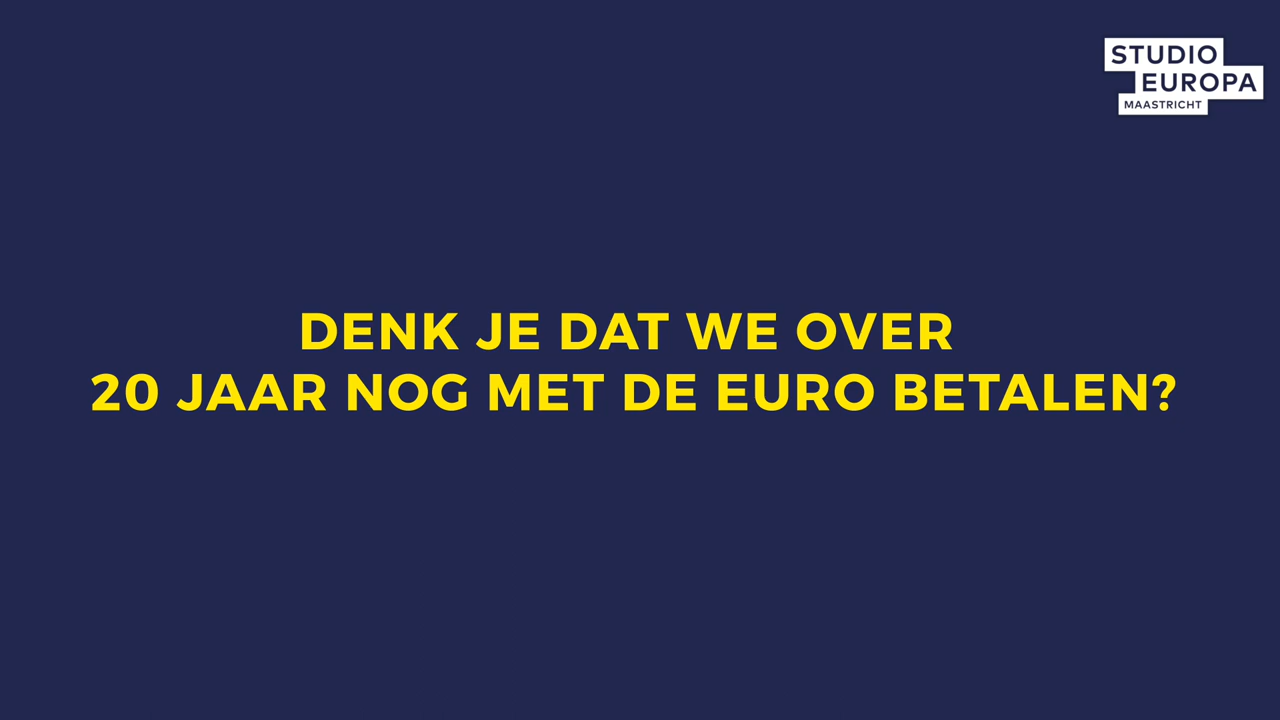 STUDIO
EUROPA
MAASTRICHT
DENK JE DAT WE OVER
20 JAAR NOG MET DE EURO BETALEN?